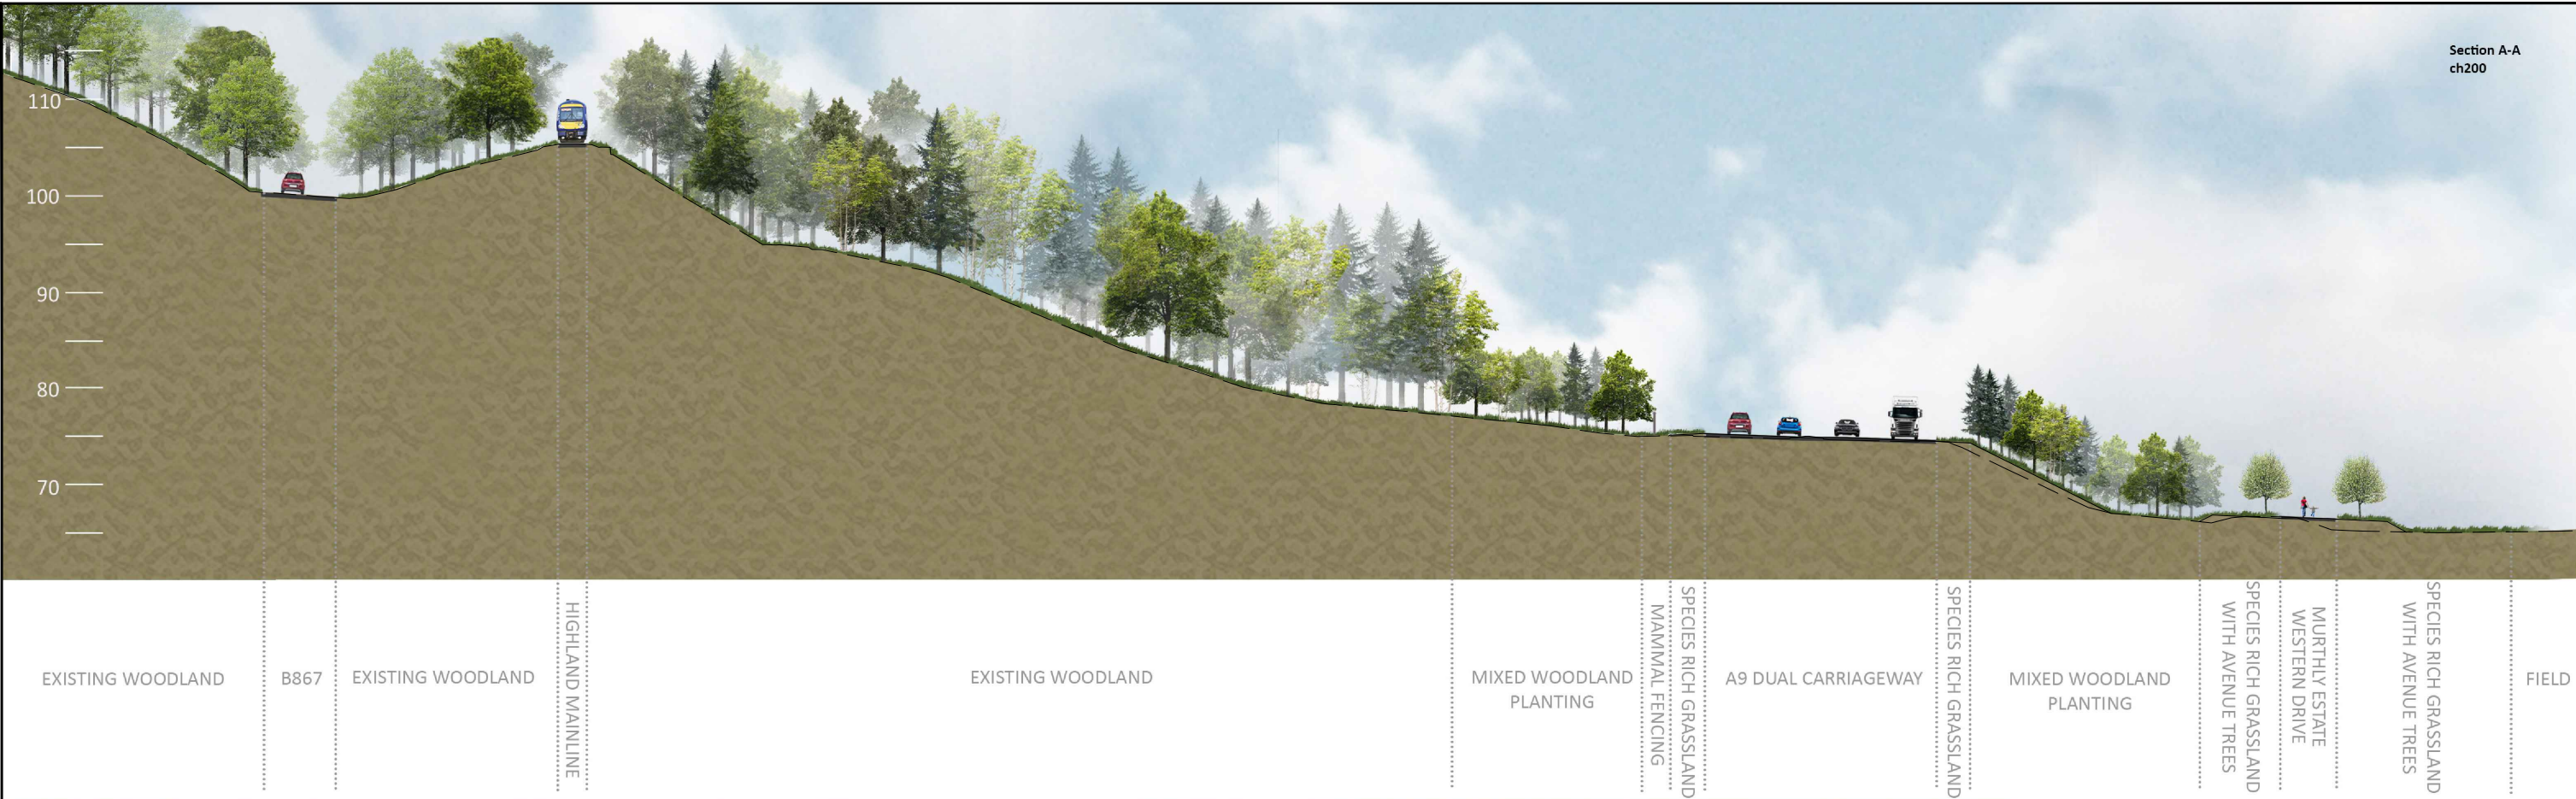 Section A-A
ch200
110
100
90
80
70
EXISTING WOODLAND
B867
EXISTING WOODLAND
HIGHLAND MAINLINE
EXISTING WOODLAND
MIXED WOODLAND
PLANTING
MAMMAL FENCING
SPECIES RICH GRASSLAND
A9 DUAL CARRIAGEWAY
SPECIES RICH GRASSLAND
MIXED WOODLAND
PLANTING
SPECIES RICH GRASSLAND
WITH AVENUE TREES
MURTHLY ESTATE
WESTERN DRIVE
SPECIES RICH GRASSLAND
WITH AVENUE TREES
FIELD